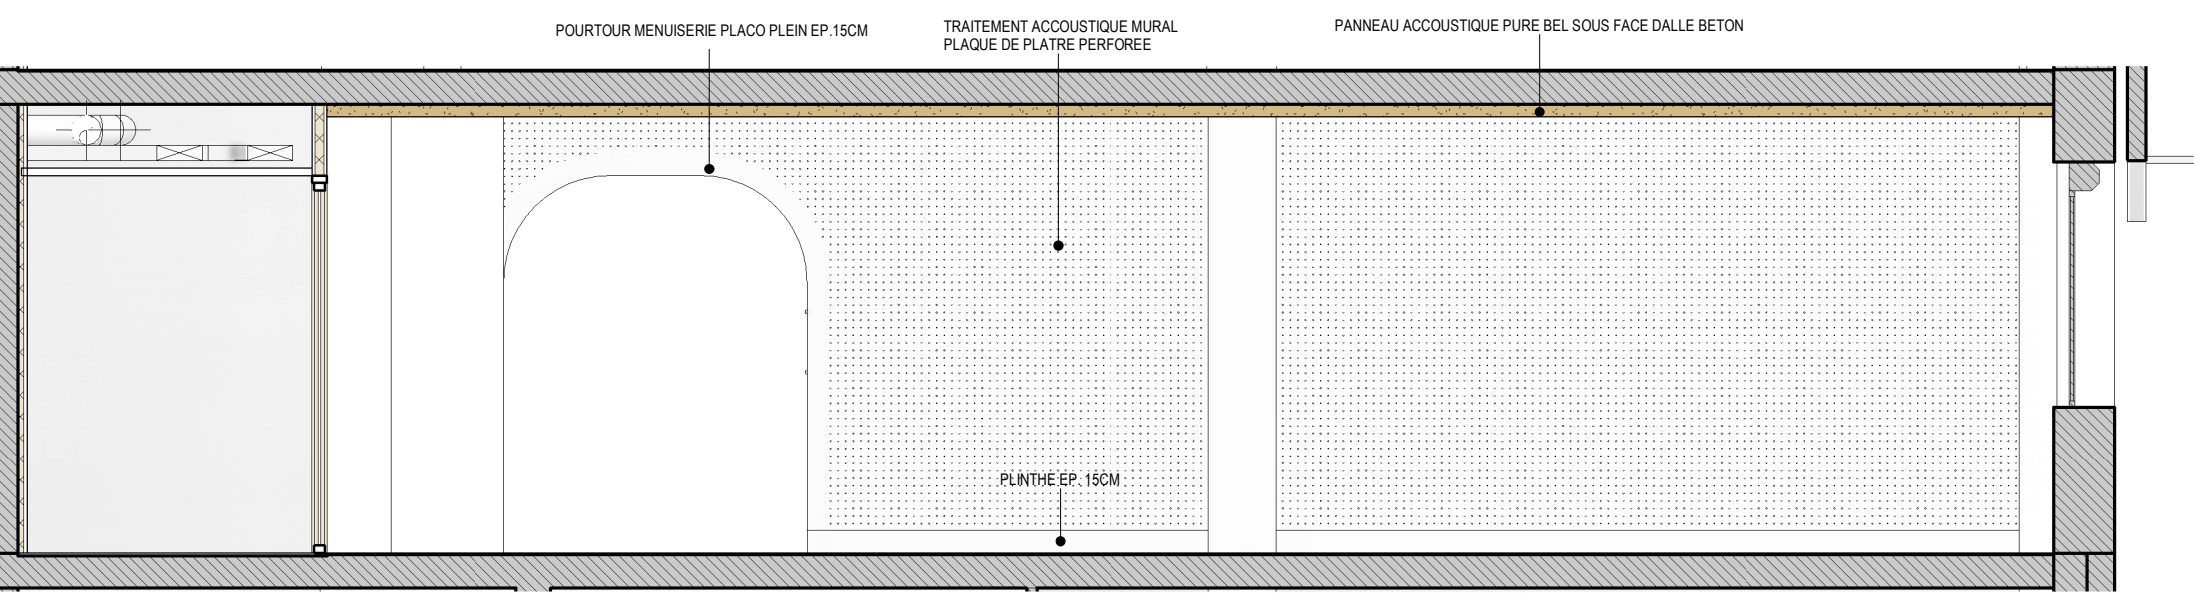 POURTOUR MENUISERIE PLACO PLEIN EP.15CM
TRAITEMENT ACCOUSTIQUE MURAL
PLAQUE DE PLATRE PERFOREE
PANNEAU ACCOUSTIQUE PURE BEL SOUS FACE DALLE BETON
PLINTHE EP. 15CM